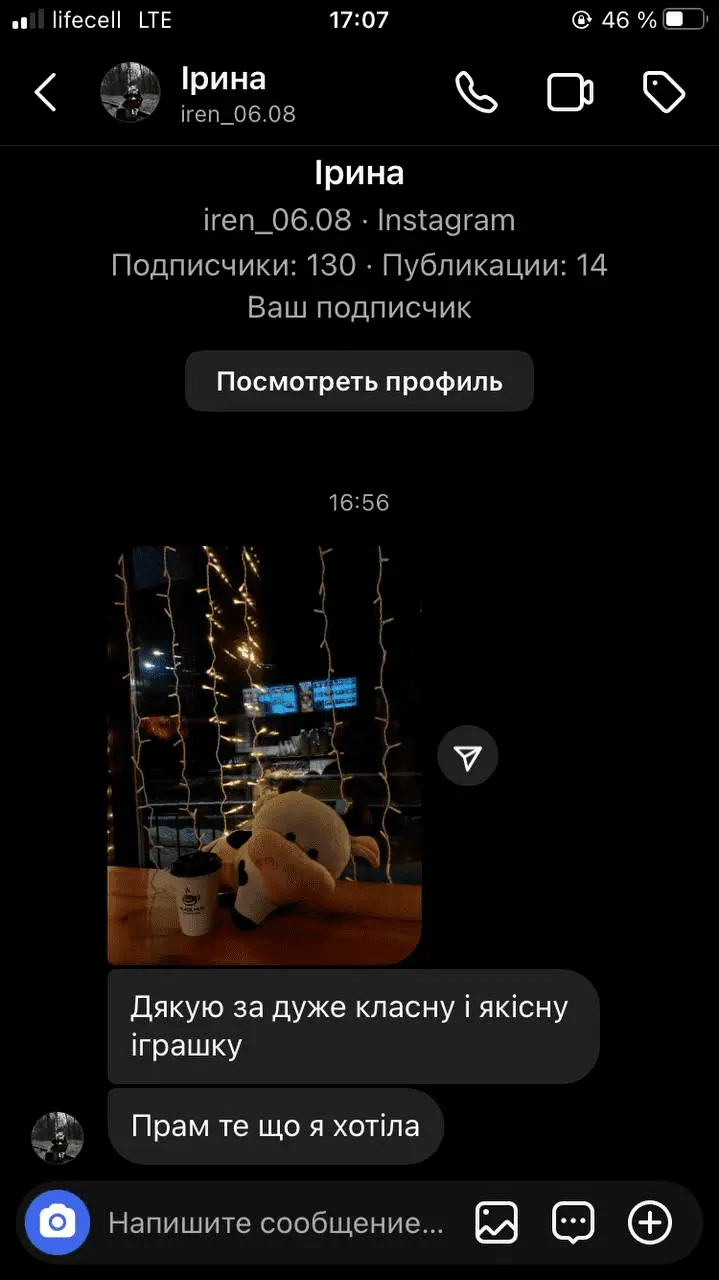 lifecell LTE 17:07 46 %
Ірина
iren_06.08
Ірина
iren_06.08 · Instagram
Подписчики: 130 · Публикации: 14
Ваш подписчик
Посмотреть профиль
16:56
Дякую за дуже класну і якісну
іграшку
Прам те що я хотіла
Напишите сообщение...